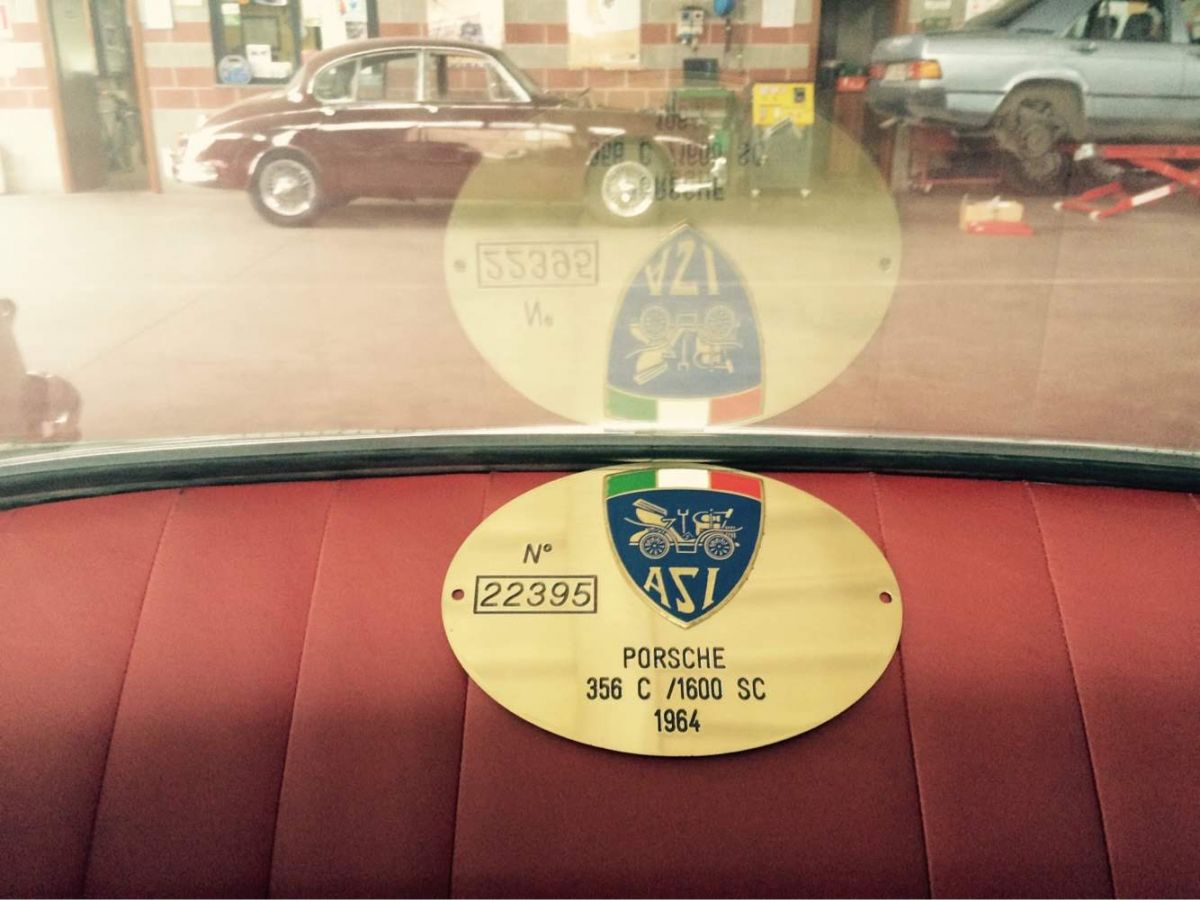 N°
22395
ASI
PORSCHE
356 C /1600 SC
1964